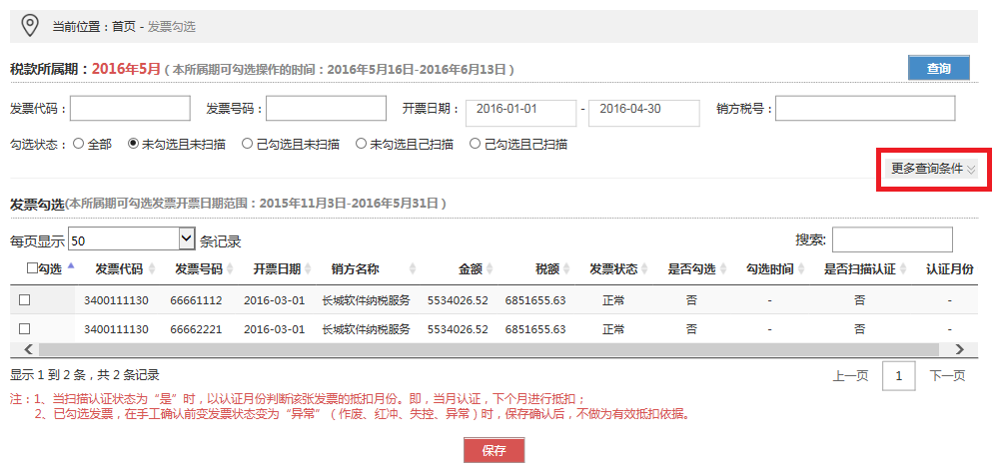 当前位置：首页 - 发票勾选
税款所属期：2016年5月（本所属期可勾选操作的时间：2016年5月16日-2016年6月13日） 查询
发票代码： 发票号码： 开票日期： 2016-01-01 - 2016-04-30 销方税号：
勾选状态： 全部 未勾选且未扫描 己勾选且未扫描 未勾选且己扫描 己勾选且己扫描
更多查询条件
发票勾选(本所属期可勾选发票开票日期范围：2015年11月3日-2016年5月31日）
每页显示 50 条记录 搜索:
勾选 发票代码 发票号码 开票日期 销方名称 金额 税额 发票状态 是否勾选 勾选时间 是否扫描认证 认证月份
3400111130 66661112 2016-03-01 长城软件纳税服务 5534026.52 6851655.63 正常 否 - 否 -
3400111130 66662221 2016-03-01 长城软件纳税服务 5534026.52 6851655.63 正常 否 - 否 -
显示 1 到 2 条，共 2 条记录 上一页 1 下一页
注：1、当扫描认证状态为“是”时，以认证月份判断该张发票的抵扣月份。即，当月认证，下个月进行抵扣；
2、已勾选发票，在手工确认前变发票状态变为“异常”（作废、红冲、失控、异常）时，保存确认后，不做为有效抵扣依据。
保存